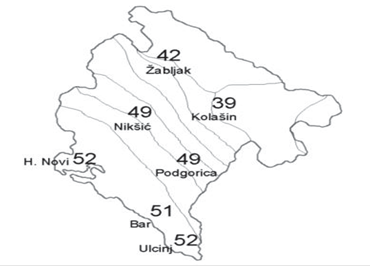 42
Žabljak
39
Kolašin
49
Nikšić
H. Novi 52
49
Podgorica
51
Bar
52
Ulcinj